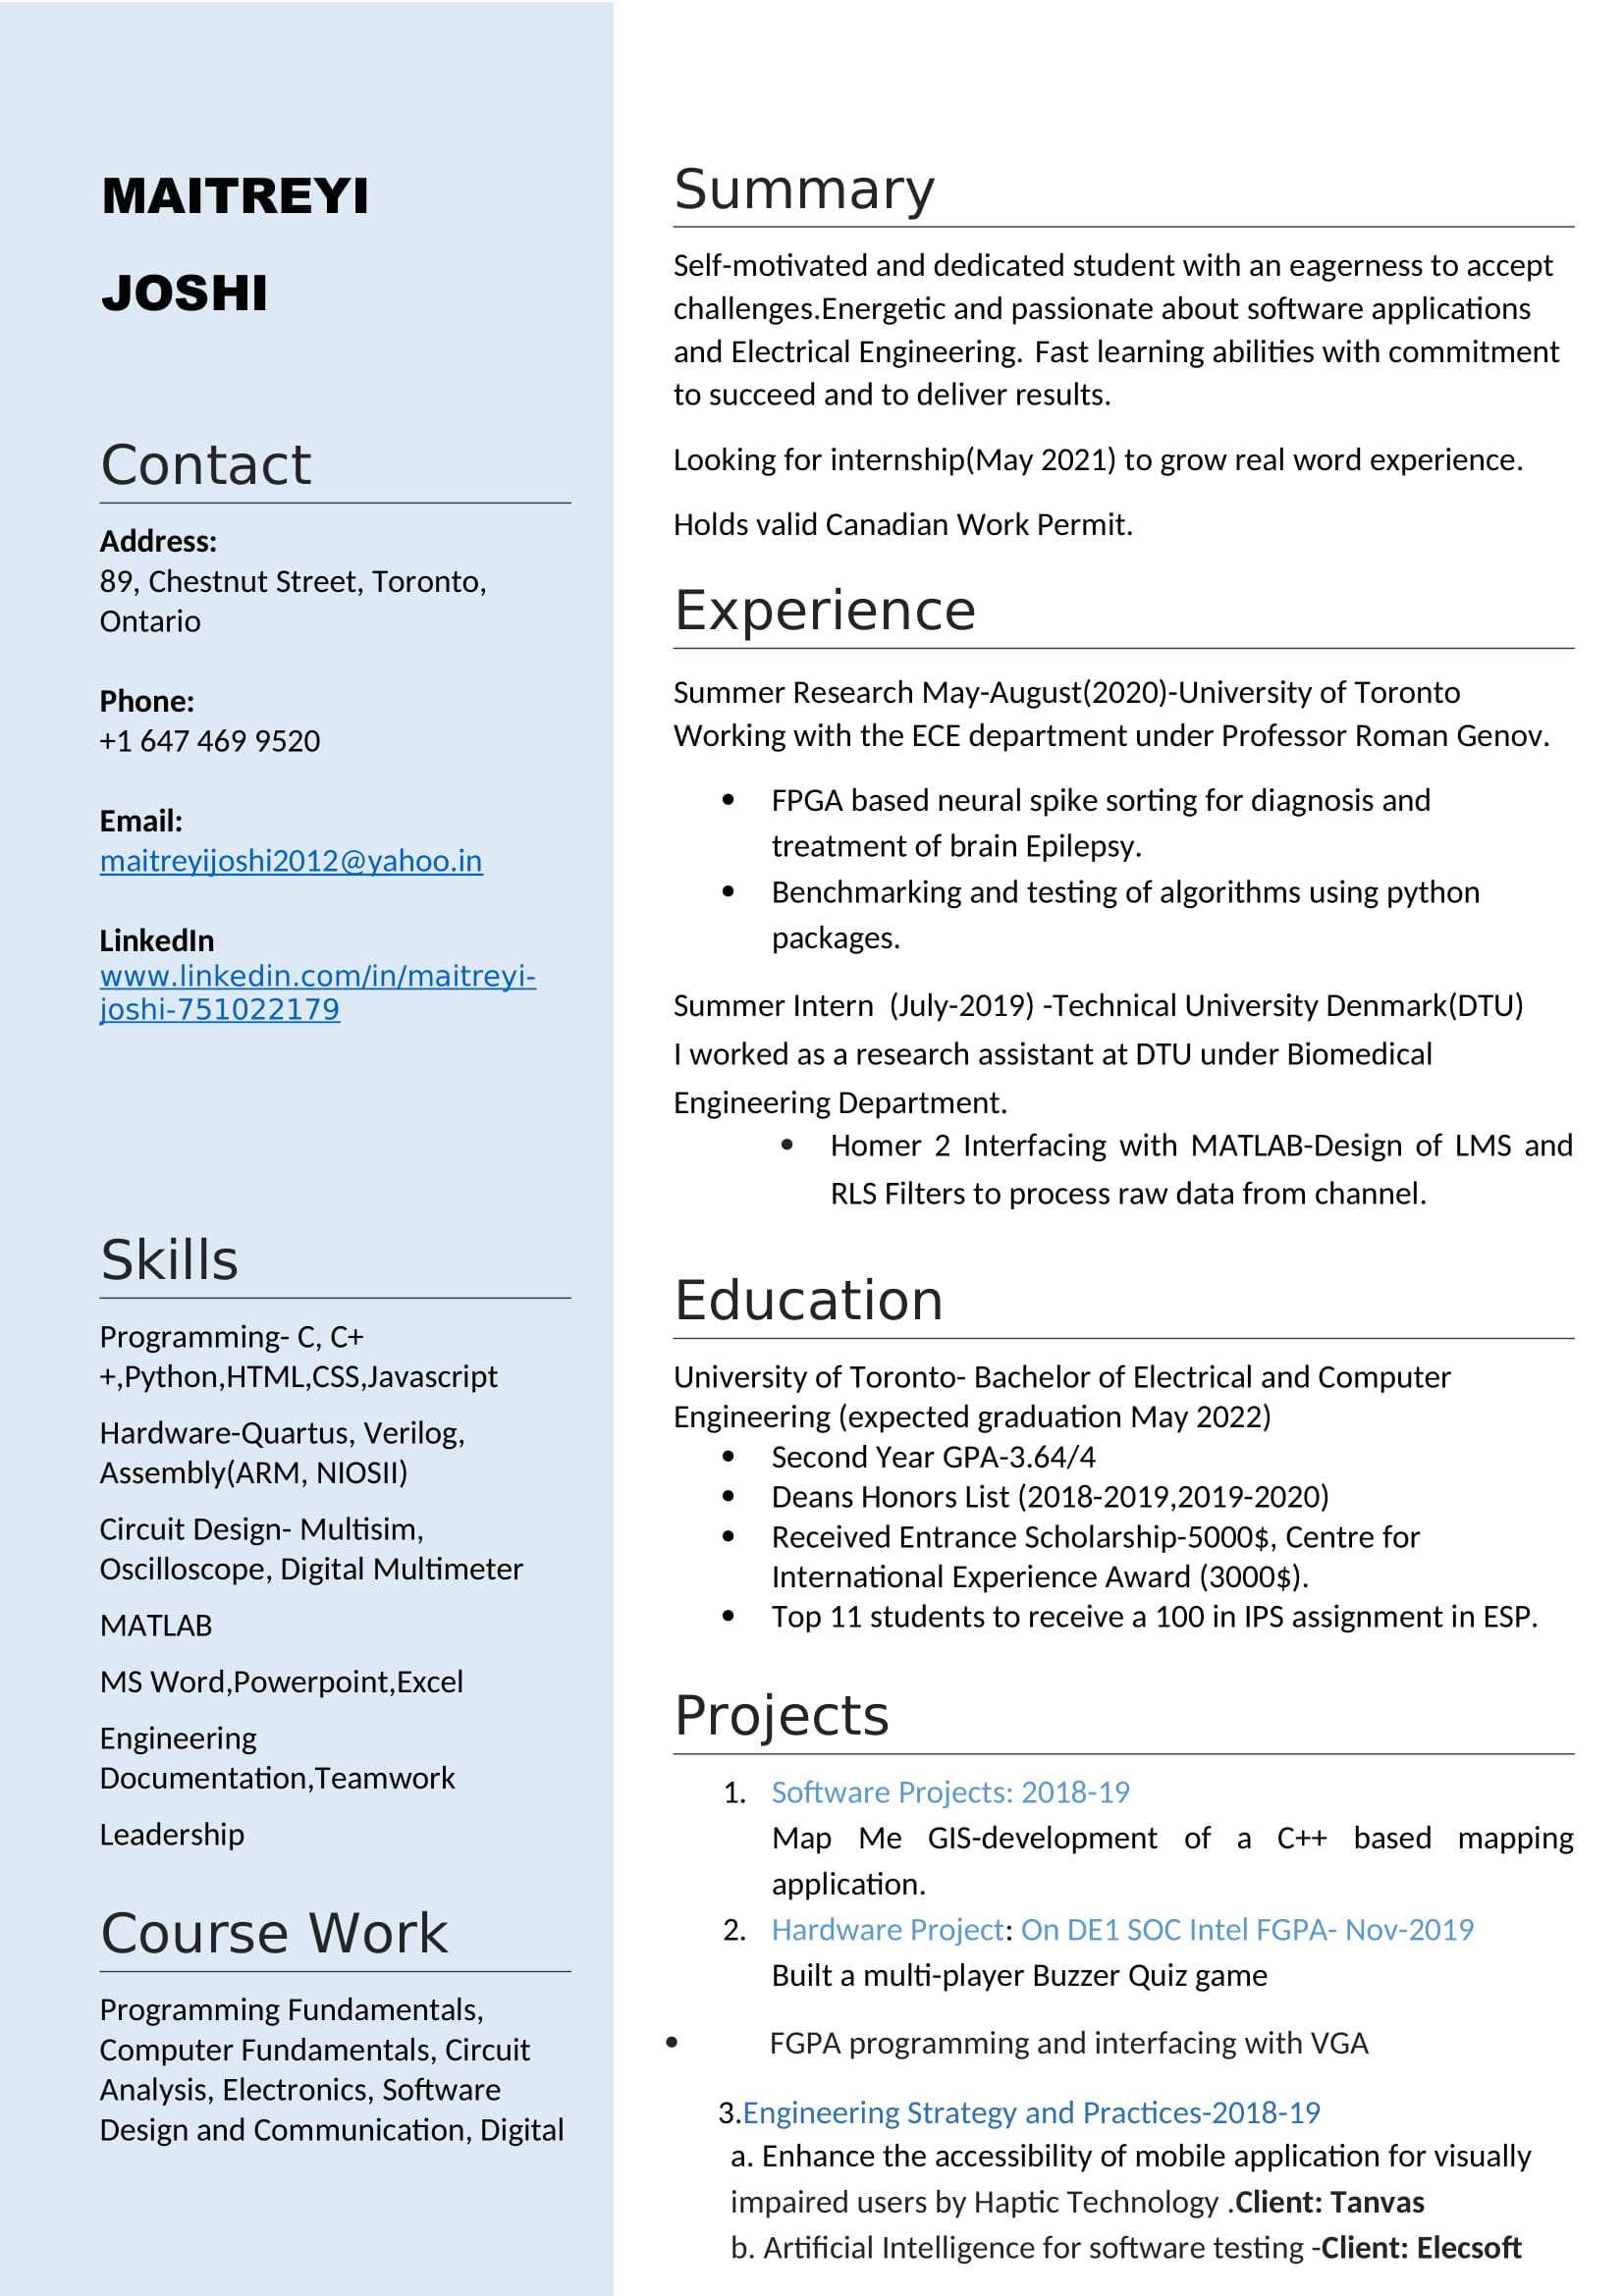 MAITREYI
JOSHI
Contact
Address:
89, Chestnut Street, Toronto,
Ontario
Phone:
+1 647 469 9520
Email:
maitreyijoshi2012@yahoo.in
LinkedIn
www.linkedin.com/in/maitreyi-
joshi-751022179
Skills
Programming- C, C+
+,Python,HTML,CSS,Javascript
Hardware-Quartus, Verilog,
Assembly(ARM, NIOSII)
Circuit Design- Multisim,
Oscilloscope, Digital Multimeter
MATLAB
MS Word,Powerpoint,Excel
Engineering
Documentation,Teamwork
Leadership
Course Work
Programming Fundamentals,
Computer Fundamentals, Circuit
Analysis, Electronics, Software
Design and Communication, Digital
Summary
Self-motivated and dedicated student with an eagerness to accept
challenges.Energetic and passionate about software applications
and Electrical Engineering. Fast learning abilities with commitment
to succeed and to deliver results.
Looking for internship(May 2021) to grow real word experience.
Holds valid Canadian Work Permit.
Experience
Summer Research May-August(2020)-University of Toronto
Working with the ECE department under Professor Roman Genov.
• FPGA based neural spike sorting for diagnosis and
treatment of brain Epilepsy.
• Benchmarking and testing of algorithms using python
packages.
Summer Intern (July-2019) -Technical University Denmark(DTU)
I worked as a research assistant at DTU under Biomedical
Engineering Department.
• Homer 2 Interfacing with MATLAB-Design of LMS and
RLS Filters to process raw data from channel.
Education
University of Toronto- Bachelor of Electrical and Computer
Engineering (expected graduation May 2022)
• Second Year GPA-3.64/4
• Deans Honors List (2018-2019,2019-2020)
• Received Entrance Scholarship-5000$, Centre for
International Experience Award (3000$).
• Top 11 students to receive a 100 in IPS assignment in ESP.
Projects
1. Software Projects: 2018-19
Map Me GIS-development of a C++ based mapping
application.
2. Hardware Project: On DE1 SOC Intel FGPA- Nov-2019
Built a multi-player Buzzer Quiz game
• FGPA programming and interfacing with VGA
3.Engineering Strategy and Practices-2018-19
a. Enhance the accessibility of mobile application for visually
impaired users by Haptic Technology .Client: Tanvas
b. Artificial Intelligence for software testing -Client: Elecsoft